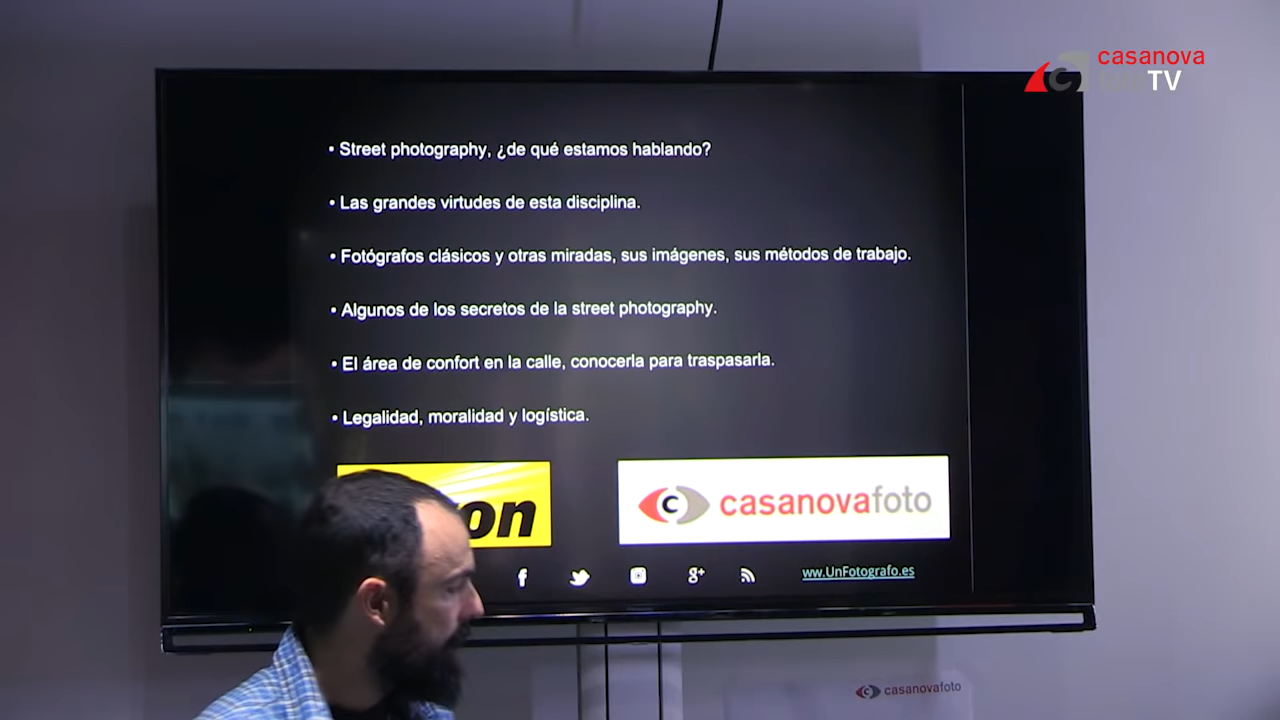 casanova
TV
• Street photography, ¿de qué estamos hablando?
• Las grandes virtudes de esta disciplina.
• Fotógrafos clásicos y otras miradas, sus imágenes, sus métodos de trabajo.
• Algunos de los secretos de la street photography.
• El área de confort en la calle, conocerla para traspasarla.
• Legalidad, moralidad y logística.
on
c casanovafoto
f g+ ww.UnFotografo.es
c casanovafoto